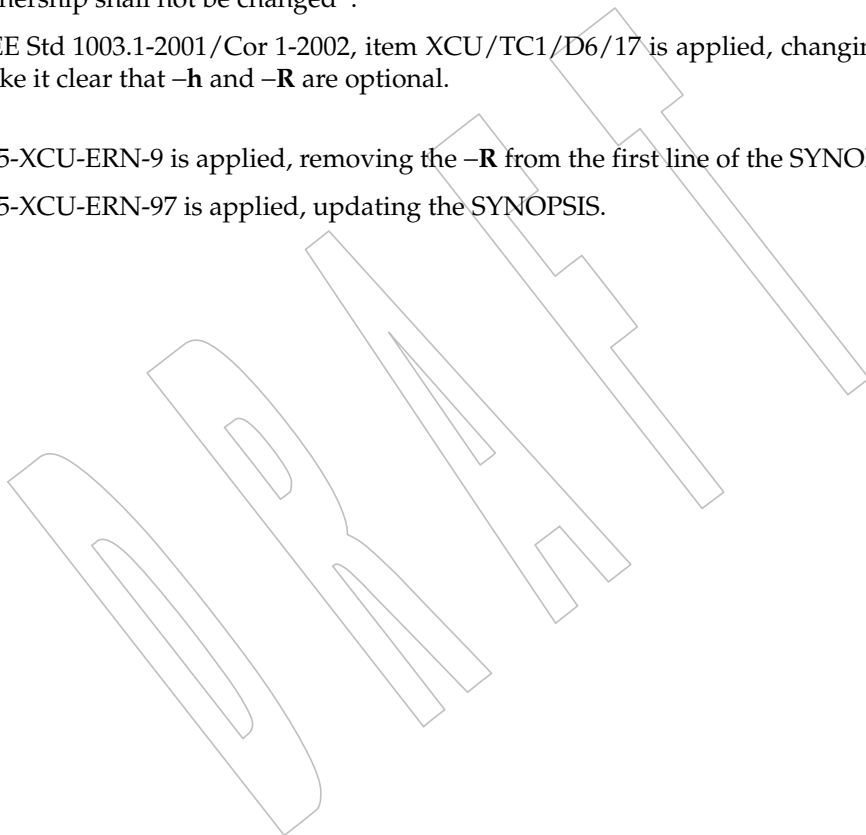 nership shall not be changed".
EE Std 1003.1-2001/Cor 1-2002, item XCU/TC1/D6/17 is applied, changin
ke it clear that −h and −R are optional.
5-XCU-ERN-9 is applied, removing the −R from the first line of the SYNO
5-XCU-ERN-97 is applied, updating the SYNOPSIS.
DRAFT